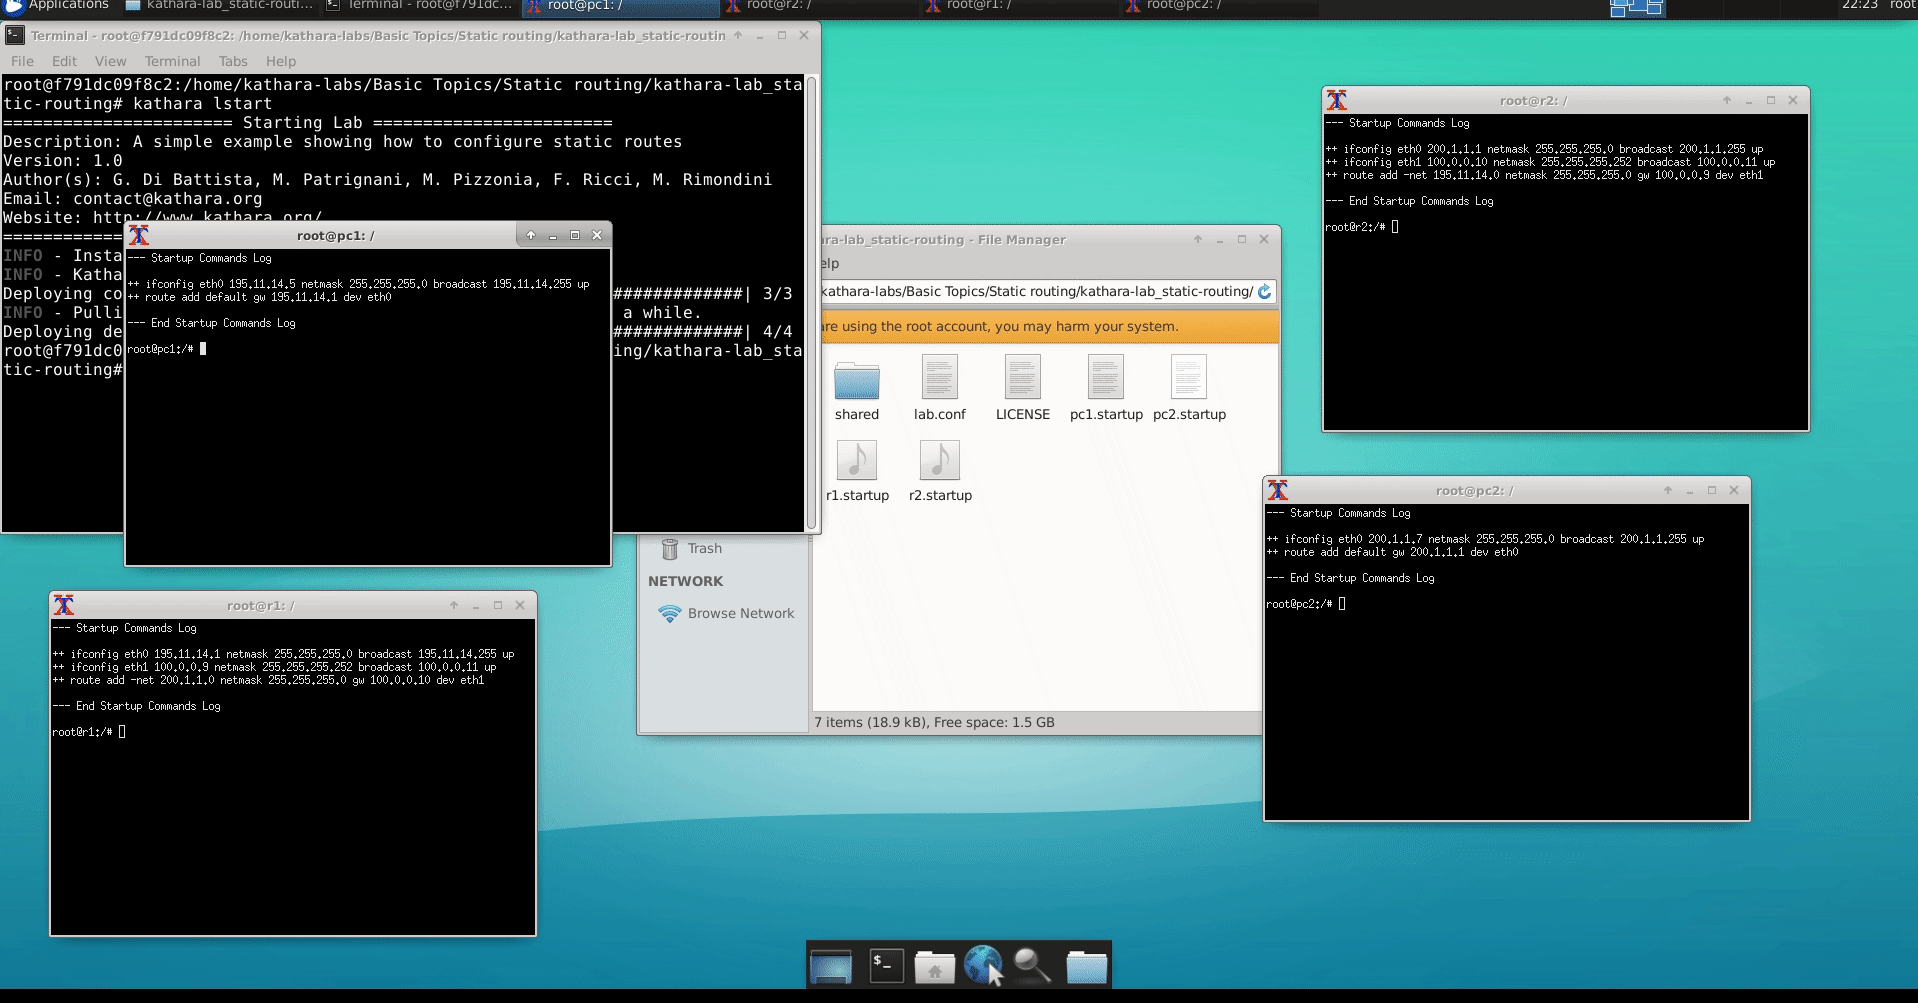 Applications
kathara-lab_static-routi...
Terminal - root@f791dc09f8c2...
root@pc1: /
root@r2: /
root@r1: /
root@pc2: /
22:23
root
Terminal - root@f791dc09f8c2: /home/kathara-labs/Basic Topics/Static routing/kathara-lab_static-routin
File Edit View Terminal Tabs Help
root@f791dc09f8c2:/home/kathara-labs/Basic Topics/Static routing/kathara-lab_sta
tic-routing# kathara lstart
======================= Starting Lab ========================
Description: A simple example showing how to configure static routes
Version: 1.0
Author(s): G. Di Battista, M. Patrignani, M. Pizzonia, F. Ricci, M. Rimondini
Email: contact@kathara.org
Website: http://www.kathara.org/
============
INFO - Insta
INFO - Katha
Deploying co #############| 3/3
INFO - Pulli a while.
Deploying de #############| 4/4
root@f791dc0 ing/kathara-lab_sta
tic-routing#
root@pc1: /
--- Startup Commands Log
++ ifconfig eth0 195.11.14.5 netmask 255.255.255.0 broadcast 195.11.14.255 up
++ route add default gw 195.11.14.1 dev eth0
--- End Startup Commands Log
root@pc1:/#
ara-lab_static-routing - File Manager
elp
kathara-labs/Basic Topics/Static routing/kathara-lab_static-routing/
are using the root account, you may harm your system.
shared
lab.conf
LICENSE
pc1.startup
pc2.startup
r1.startup
r2.startup
Trash
NETWORK
Browse Network
7 items (18.9 kB), Free space: 1.5 GB
root@r2: /
--- Startup Commands Log
++ ifconfig eth0 200.1.1.1 netmask 255.255.255.0 broadcast 200.1.1.255 up
++ ifconfig eth1 100.0.0.10 netmask 255.255.255.252 broadcast 100.0.0.11 up
++ route add -net 195.11.14.0 netmask 255.255.255.0 gw 100.0.0.9 dev eth1
--- End Startup Commands Log
root@r2:/#
root@pc2: /
--- Startup Commands Log
++ ifconfig eth0 200.1.1.7 netmask 255.255.255.0 broadcast 200.1.1.255 up
++ route add default gw 200.1.1.1 dev eth0
--- End Startup Commands Log
root@pc2:/#
root@r1: /
--- Startup Commands Log
++ ifconfig eth0 195.11.14.1 netmask 255.255.255.0 broadcast 195.11.14.255 up
++ ifconfig eth1 100.0.0.9 netmask 255.255.255.252 broadcast 100.0.0.11 up
++ route add -net 200.1.1.0 netmask 255.255.255.0 gw 100.0.0.10 dev eth1
--- End Startup Commands Log
root@r1:/#
$_